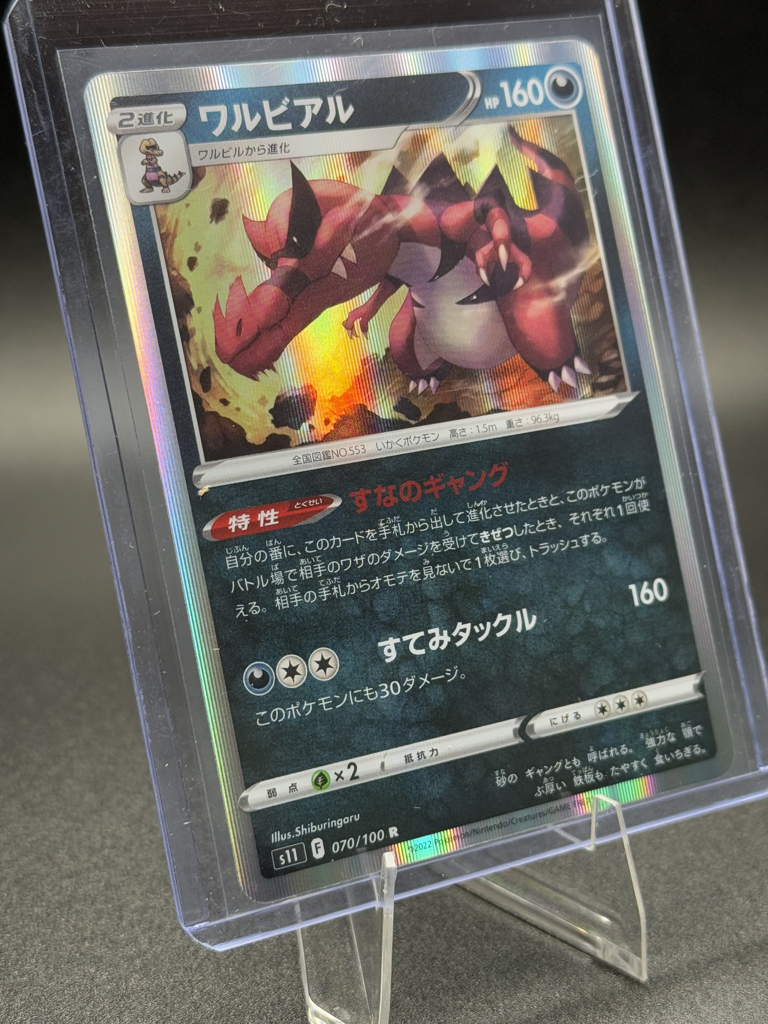 2進化
ワルビアル
HP 160
ワルビルから進化
全国図鑑NO.553 いかくポケモン 高さ：1.5m 重さ：96.3kg
特性 とくせい
すなのギャング
自分の番に、このカードを手札から出して進化させたときと、このポケモンが
バトル場で相手のワザのダメージを受けてきぜつしたとき、それぞれ1回使
える。相手の手札からオモテを見ないで1枚選び、トラッシュする。
すてみタックル 160
このポケモンにも30ダメージ。
弱点 ×2 抵抗力 にげる
砂の ギャングとも 呼ばれる。 強力な 顎で
ぶ厚い 鉄板も たやすく 食いちぎる。
Illus.Shiburingaru
s11 F 070/100 R
©2022 Pokémon/Nintendo/Creatures/GAME